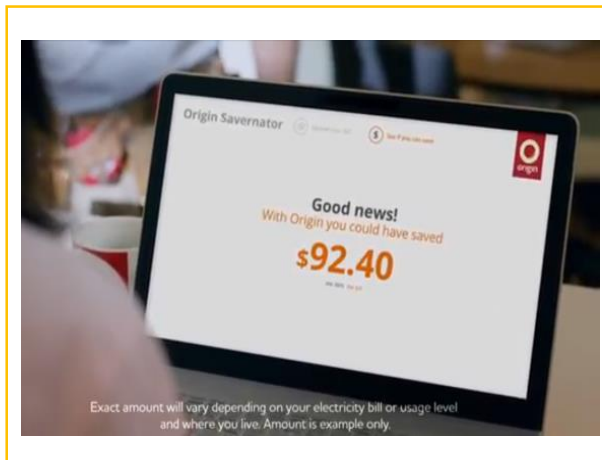 Origin Savernator
$ See if you can save
origin
Good news!
With Origin you could have saved
$92.40
Exact amount will vary depending on your electricity bill or usage level
and where you live. Amount is example only.